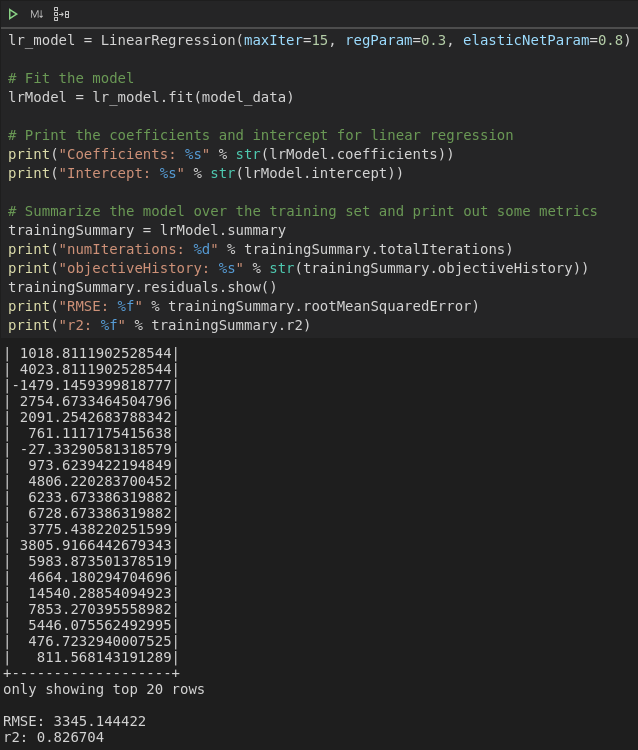 M↓
lr_model = LinearRegression(maxIter=15, regParam=0.3, elasticNetParam=0.8)
# Fit the model
lrModel = lr_model.fit(model_data)
# Print the coefficients and intercept for linear regression
print("Coefficients: %s" % str(lrModel.coefficients))
print("Intercept: %s" % str(lrModel.intercept))
# Summarize the model over the training set and print out some metrics
trainingSummary = lrModel.summary
print("numIterations: %d" % trainingSummary.totalIterations)
print("objectiveHistory: %s" % str(trainingSummary.objectiveHistory))
trainingSummary.residuals.show()
print("RMSE: %f" % trainingSummary.rootMeanSquaredError)
print("r2: %f" % trainingSummary.r2)
| 1018.8111902528544|
| 4023.8111902528544|
|-1479.1459399818777|
| 2754.6733464504796|
| 2091.2542683788342|
|  761.1117175415638|
| -27.33290581318579|
|  973.6239422194849|
|  4806.220283700452|
|  6233.673386319882|
|  6728.673386319882|
|  3775.438220251599|
| 3805.9166442679343|
|  5983.873501378519|
|  4664.180294704696|
|  14540.28854094923|
|  7853.270395558982|
|  5446.075562492995|
|  476.7232940007525|
|   811.568143191289|
+-------------------+
only showing top 20 rows
RMSE: 3345.144422
r2: 0.826704